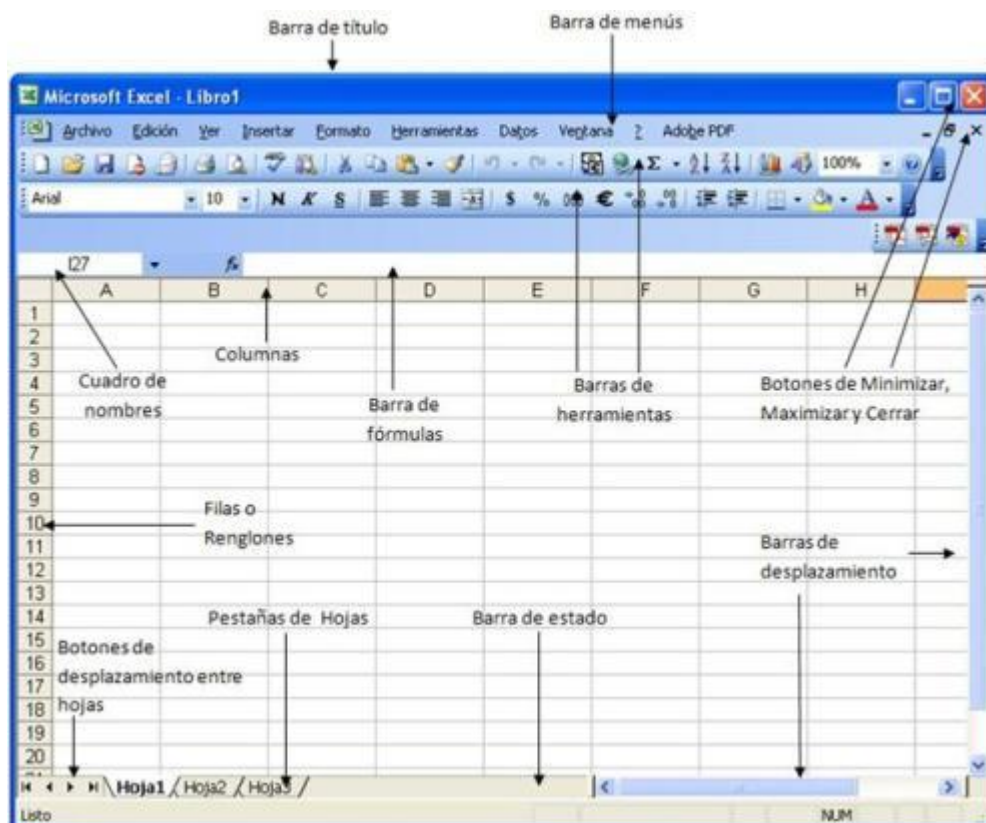 Barra de título
Barra de menús
Microsoft Excel - Libro1
Archivo Edición Ver Insertar Formato Herramientas Datos Ventana ? Adobe PDF
100%
Arial 10 N K S $ % €
I27 fx
A B C D E F G H
1
2
3
4
5
6
7
8
9
10
11
12
13
14
15
16
17
18
19
20
Columnas
Cuadro de
nombres
Barra de
fórmulas
Barras de
herramientas
Botones de Minimizar,
Maximizar y Cerrar
Filas o
Renglones
Barras de
desplazamiento
Pestañas de Hojas
Barra de estado
Botones de
desplazamiento entre
hojas
Hoja1 Hoja2 Hoja3
Listo NUM